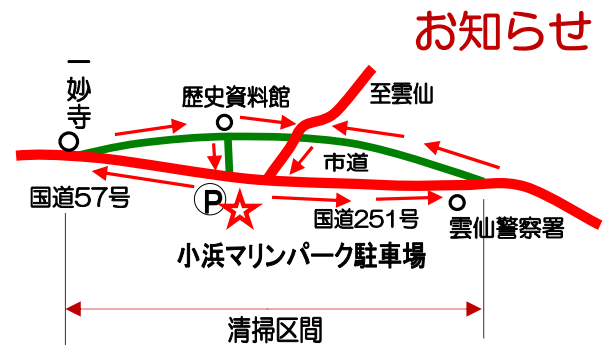 お知らせ
一妙寺
歴史資料館
至雲仙
市道
国道57号
P
国道251号
雲仙警察署
小浜マリンパーク駐車場
清掃区間